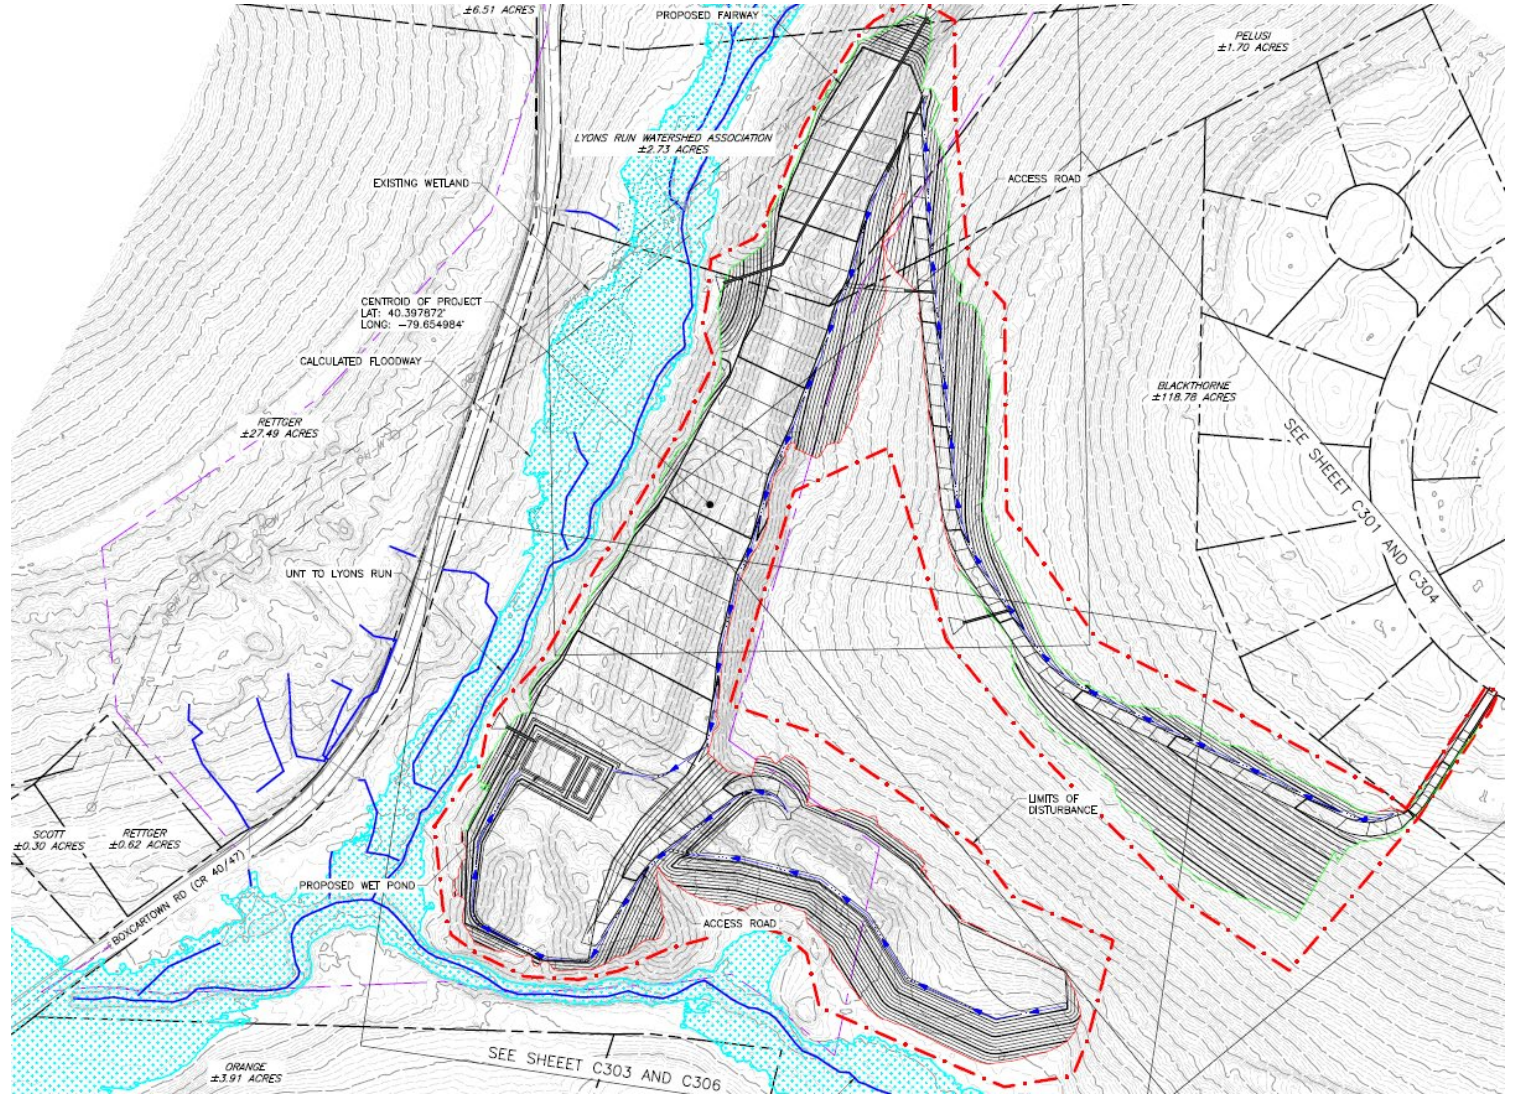 ±6.51 ACRES
PROPOSED FAIRWAY
PELUSI
±1.70 ACRES
LYONS RUN WATERSHED ASSOCIATION
±2.73 ACRES
EXISTING WETLAND
ACCESS ROAD
CENTROID OF PROJECT
LAT: 40.397872°
LONG: -79.654984°
CALCULATED FLOODWAY
BLACKTHORNE
±118.78 ACRES
RETTGER
±27.49 ACRES
SEE SHEEET C301 AND C304
UNT TO LYONS RUN
LIMITS OF
DISTURBANCE
SCOTT
±0.30 ACRES
RETTGER
±0.62 ACRES
BOXCARTOWN RD (CR 40/47)
PROPOSED WET POND
ACCESS ROAD
SEE SHEEET C303 AND C306
ORANGE
±3.91 ACRES